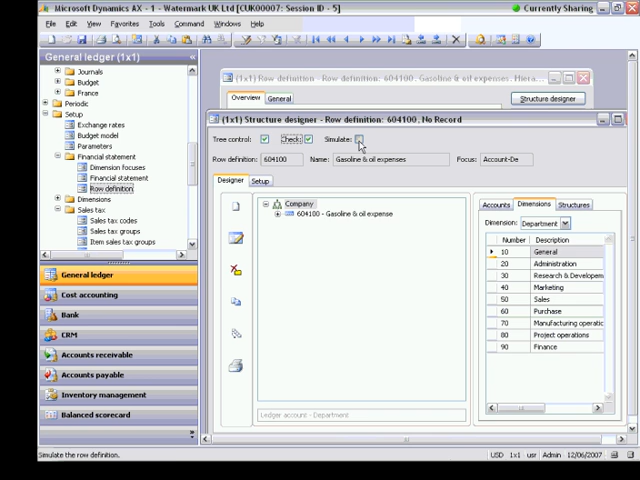 Microsoft Dynamics AX - 1 - Watermark UK Ltd [CUK00007: Session ID - 5]
Currently Sharing
File Edit View Favorites Tools Command Windows Help
General ledger (1x1)
Journals
Budget
France
Periodic
Setup
Exchange rates
Budget model
Parameters
Financial statement
Dimension focuses
Financial statement
Row definition
Dimensions
Sales tax
Sales tax codes
Sales tax groups
Item sales tax groups
General ledger
Cost accounting
Bank
CRM
Accounts receivable
Accounts payable
Inventory management
Balanced scorecard
(1x1) Row definition - Row definition: 604100, Gasoline & oil expenses. Hiera...
Overview General
Structure designer
(1x1) Structure designer - Row definition: 604100, No Record
Tree control: Check: Simulate:
Row definition: 604100 Name: Gasoline & oil expenses Focus: Account-De
Designer Setup
Company
604100 - Gasoline & oil expense
Ledger account - Department
Accounts Dimensions Structures
Dimension: Department
Number Description
10 General
20 Administration
30 Research & Developem
40 Marketing
50 Sales
60 Purchase
70 Manufacturing operatic
80 Project operations
90 Finance
Simulate the row definition.
USD 1x1 usr Admin 12/06/2007